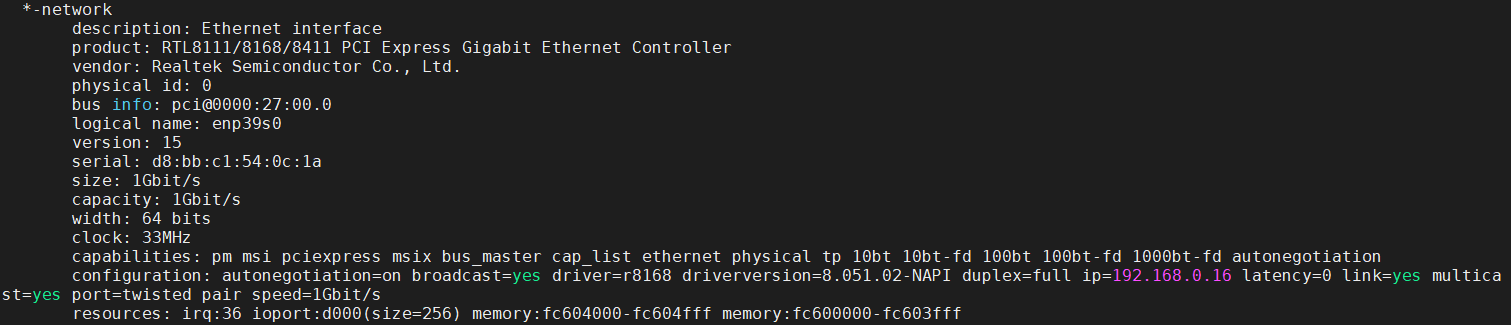 *-network
description: Ethernet interface
product: RTL8111/8168/8411 PCI Express Gigabit Ethernet Controller
vendor: Realtek Semiconductor Co., Ltd.
physical id: 0
bus info: pci@0000:27:00.0
logical name: enp39s0
version: 15
serial: d8:bb:c1:54:0c:1a
size: 1Gbit/s
capacity: 1Gbit/s
width: 64 bits
clock: 33MHz
capabilities: pm msi pciexpress msix bus_master cap_list ethernet physical tp 10bt 10bt-fd 100bt 100bt-fd 1000bt-fd autonegotiation
configuration: autonegotiation=on broadcast=yes driver=r8168 driverversion=8.051.02-NAPI duplex=full ip=192.168.0.16 latency=0 link=yes multica
st=yes port=twisted pair speed=1Gbit/s
resources: irq:36 ioport:d000(size=256) memory:fc604000-fc604fff memory:fc600000-fc603fff